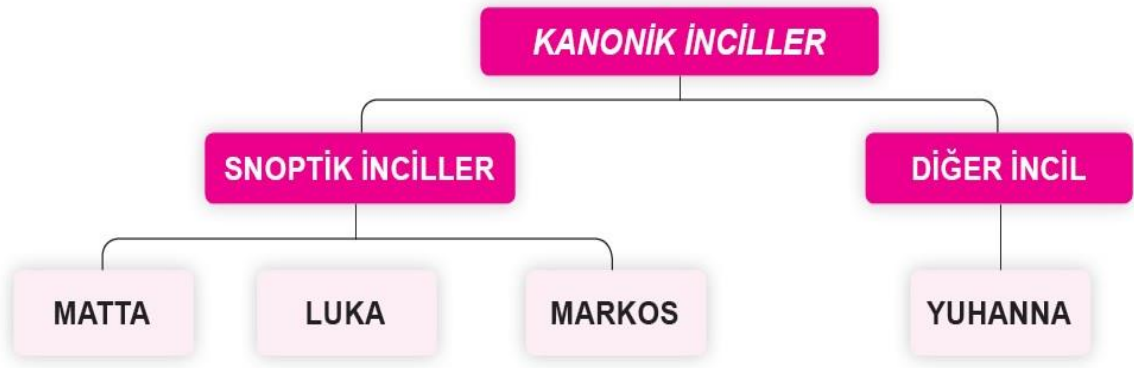 KANONİK İNCİLLER
SNOPTİK İNCİLLER
DİĞER İNCİL
MATTA
LUKA
MARKOS
YUHANNA